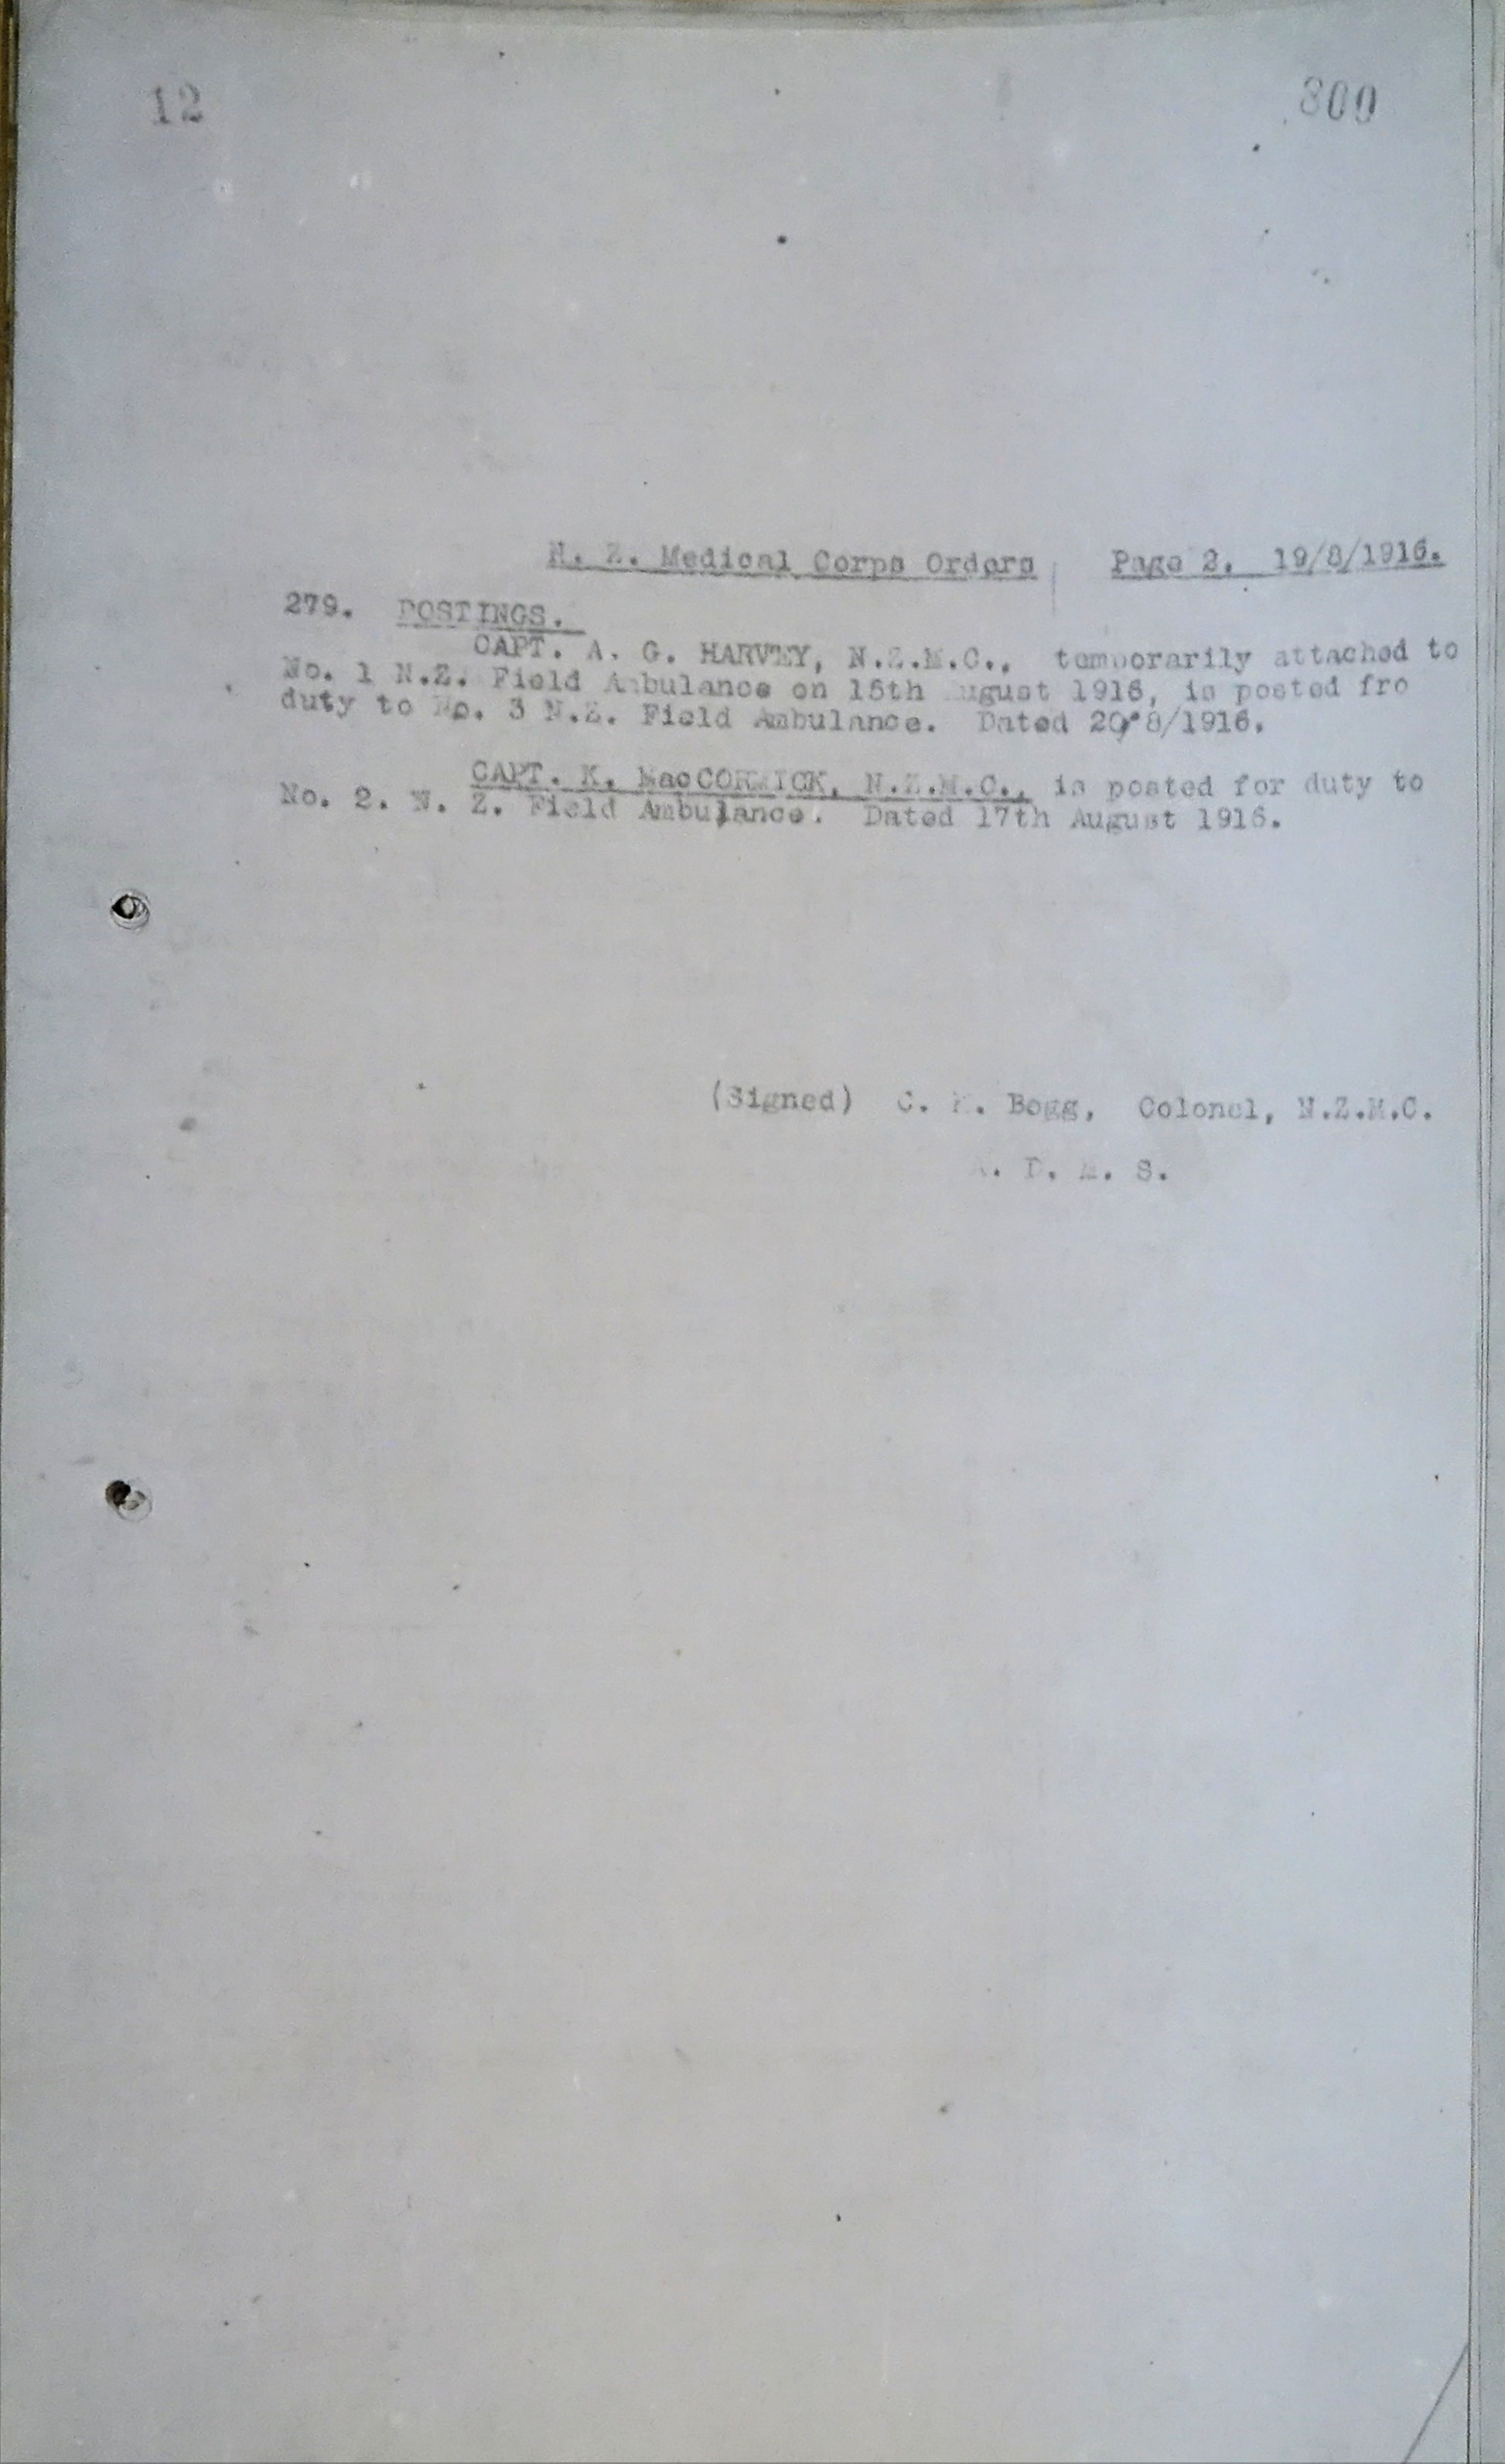 12 800
N. Z. Medical Corps Orders Page 2. 19/8/1916.
279. POSTINGS.
CAPT. A. G. HARVEY, N.Z.M.C., temporarily attached to
No. 1 N.Z. Field Ambulance on 15th August 1916, is posted fro
duty to No. 3 N.Z. Field Ambulance. Dated 20/8/1916.
CAPT. K. MacCORMICK, N.Z.M.C., is posted for duty to
No. 2. N. Z. Field Ambulance. Dated 17th August 1916.
(Signed) C. M. Begg, Colonel, N.Z.M.C.
A. D. M. S.